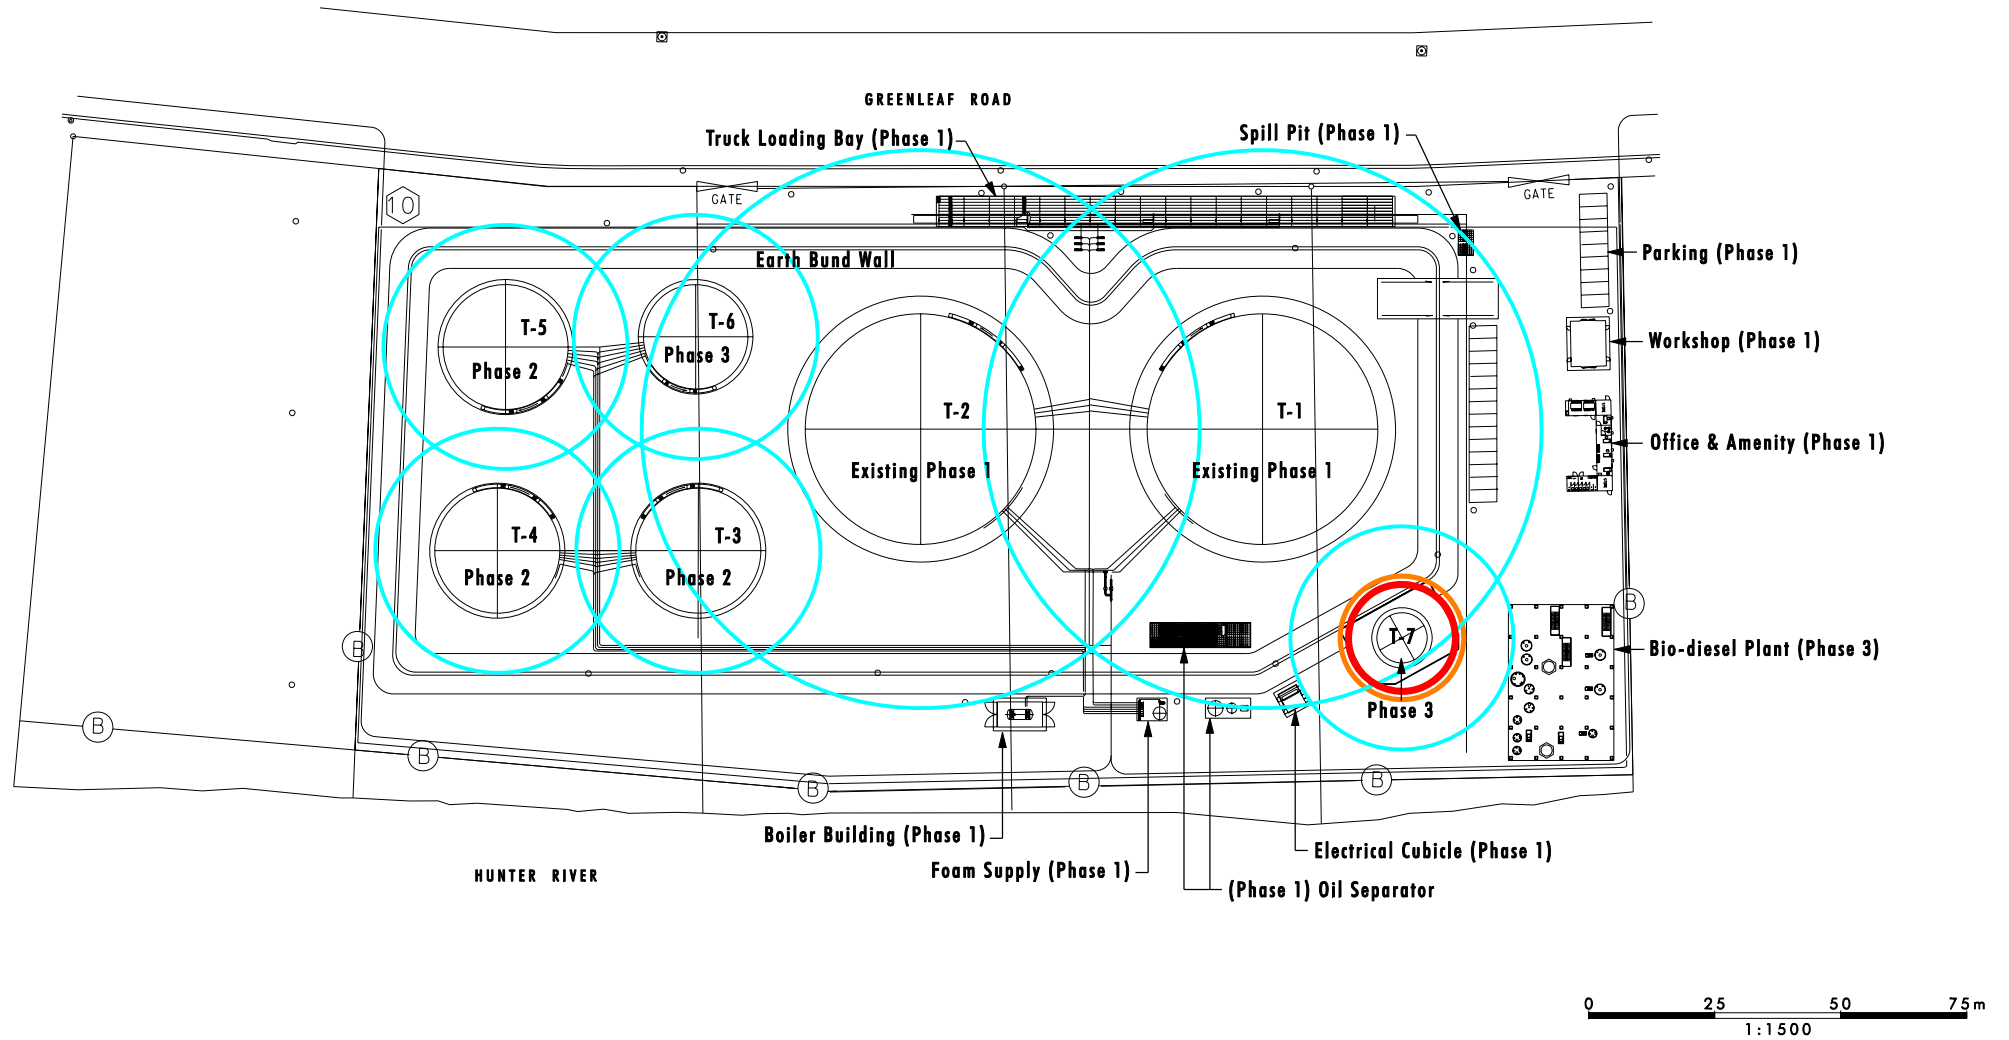 GREENLEAF ROAD
Truck Loading Bay (Phase 1)
Spill Pit (Phase 1)
10
GATE
GATE
Earth Bund Wall
Parking (Phase 1)
T-5
Phase 2
T-6
Phase 3
Workshop (Phase 1)
T-2
Existing Phase 1
T-1
Existing Phase 1
Office & Amenity (Phase 1)
T-4
Phase 2
T-3
Phase 2
B
B
T-7
Phase 3
Bio-diesel Plant (Phase 3)
B
B
B
B
B
Boiler Building (Phase 1)
Foam Supply (Phase 1)
Electrical Cubicle (Phase 1)
(Phase 1) Oil Separator
HUNTER RIVER
0 25 50 75m
1:1500